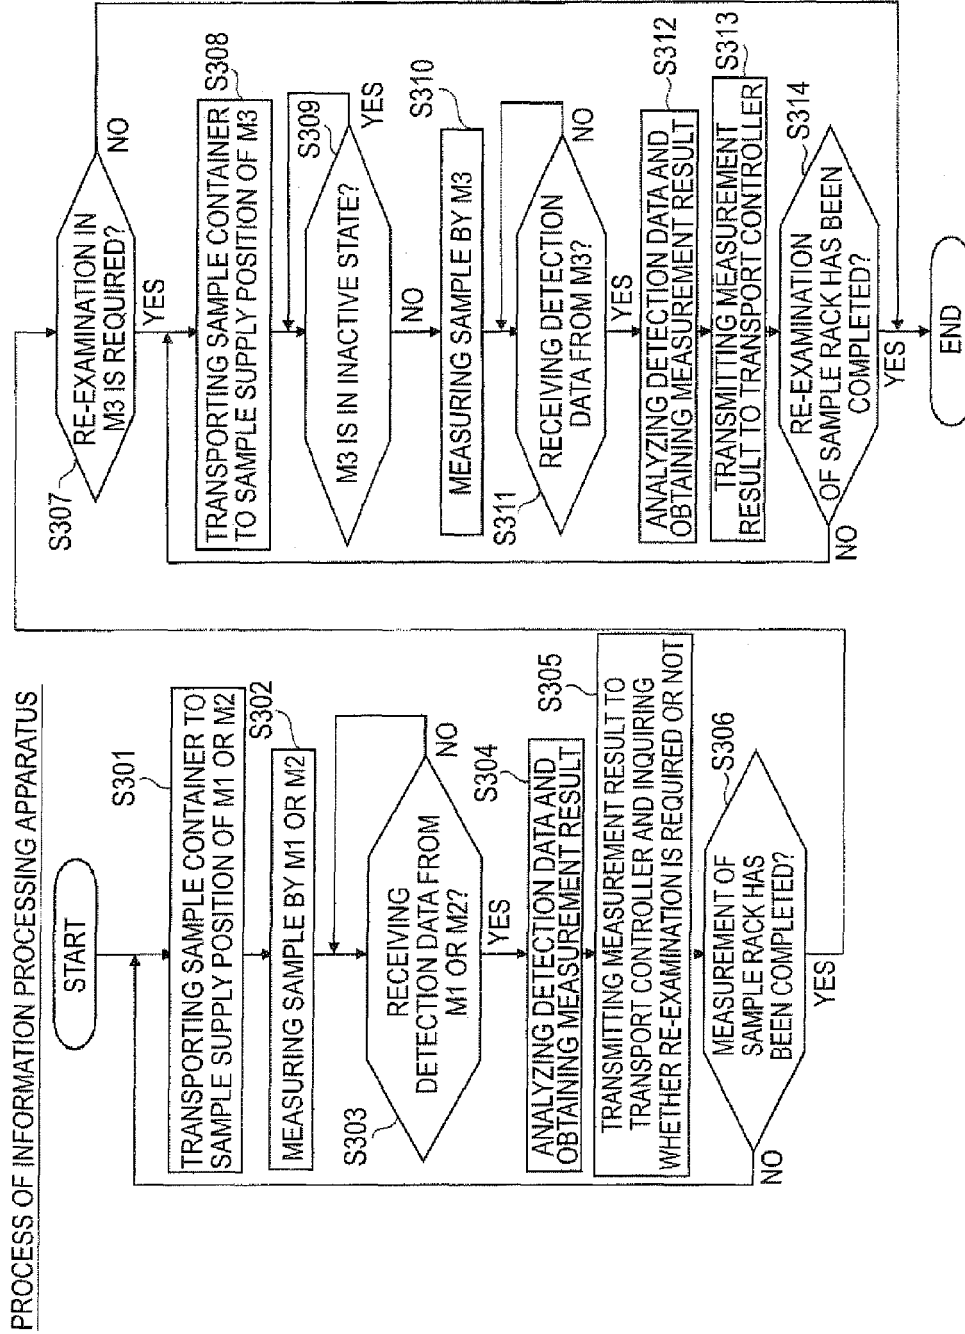 PROCESS OF INFORMATION PROCESSING APPARATUS
START
S301
TRANSPORTING SAMPLE CONTAINER TO
SAMPLE SUPPLY POSITION OF M1 OR M2
S302
MEASURING SAMPLE BY M1 OR M2
S303
RECEIVING
DETECTION DATA FROM
M1 OR M2?
NO
YES
S304
ANALYZING DETECTION DATA AND
OBTAINING MEASUREMENT RESULT
S305
TRANSMITTING MEASUREMENT RESULT TO
TRANSPORT CONTROLLER AND INQUIRING
WHETHER RE-EXAMINATION IS REQUIRED OR NOT
S306
MEASUREMENT OF
SAMPLE RACK HAS
BEEN COMPLETED?
NO
YES
S307
RE-EXAMINATION IN
M3 IS REQUIRED?
NO
YES
S308
TRANSPORTING SAMPLE CONTAINER
TO SAMPLE SUPPLY POSITION OF M3
S309
M3 IS IN INACTIVE STATE?
YES
NO
S310
MEASURING SAMPLE BY M3
S311
RECEIVING DETECTION
DATA FROM M3?
NO
YES
S312
ANALYZING DETECTION DATA AND
OBTAINING MEASUREMENT RESULT
S313
TRANSMITTING MEASUREMENT
RESULT TO TRANSPORT CONTROLLER
S314
RE-EXAMINATION
OF SAMPLE RACK HAS BEEN
COMPLETED?
NO
YES
END